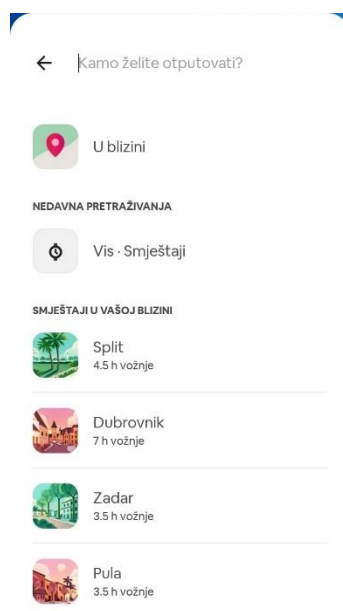 Kamo želite otputovati?
U blizini
NEDAVNA PRETRAŽIVANJA
Vis · Smještaji
SMJEŠTAJI U VAŠOJ BLIZINI
Split
4.5 h vožnje
Dubrovnik
7 h vožnje
Zadar
3.5 h vožnje
Pula
3.5 h vožnje